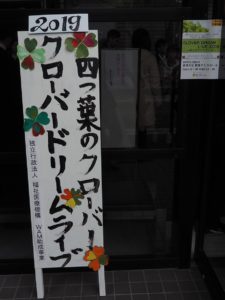 2019
四つ葉のクローバー
クローバードリームライブ
独立行政法人 福祉医療機構 WAM助成事業
CLOVER DREAM